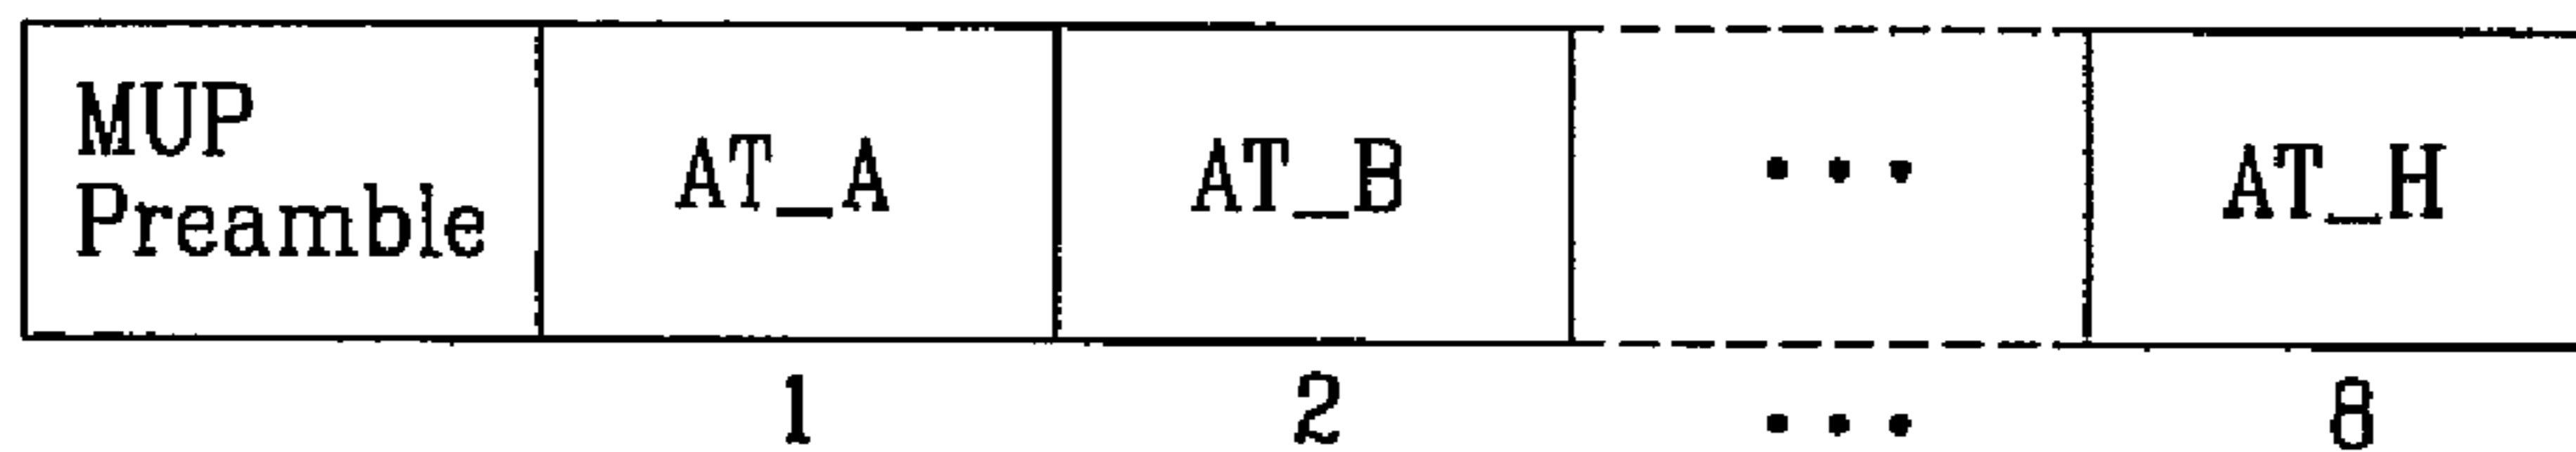 MUP
Preamble
AT_A
AT_B
• • •
AT_H
1
2
• • •
8